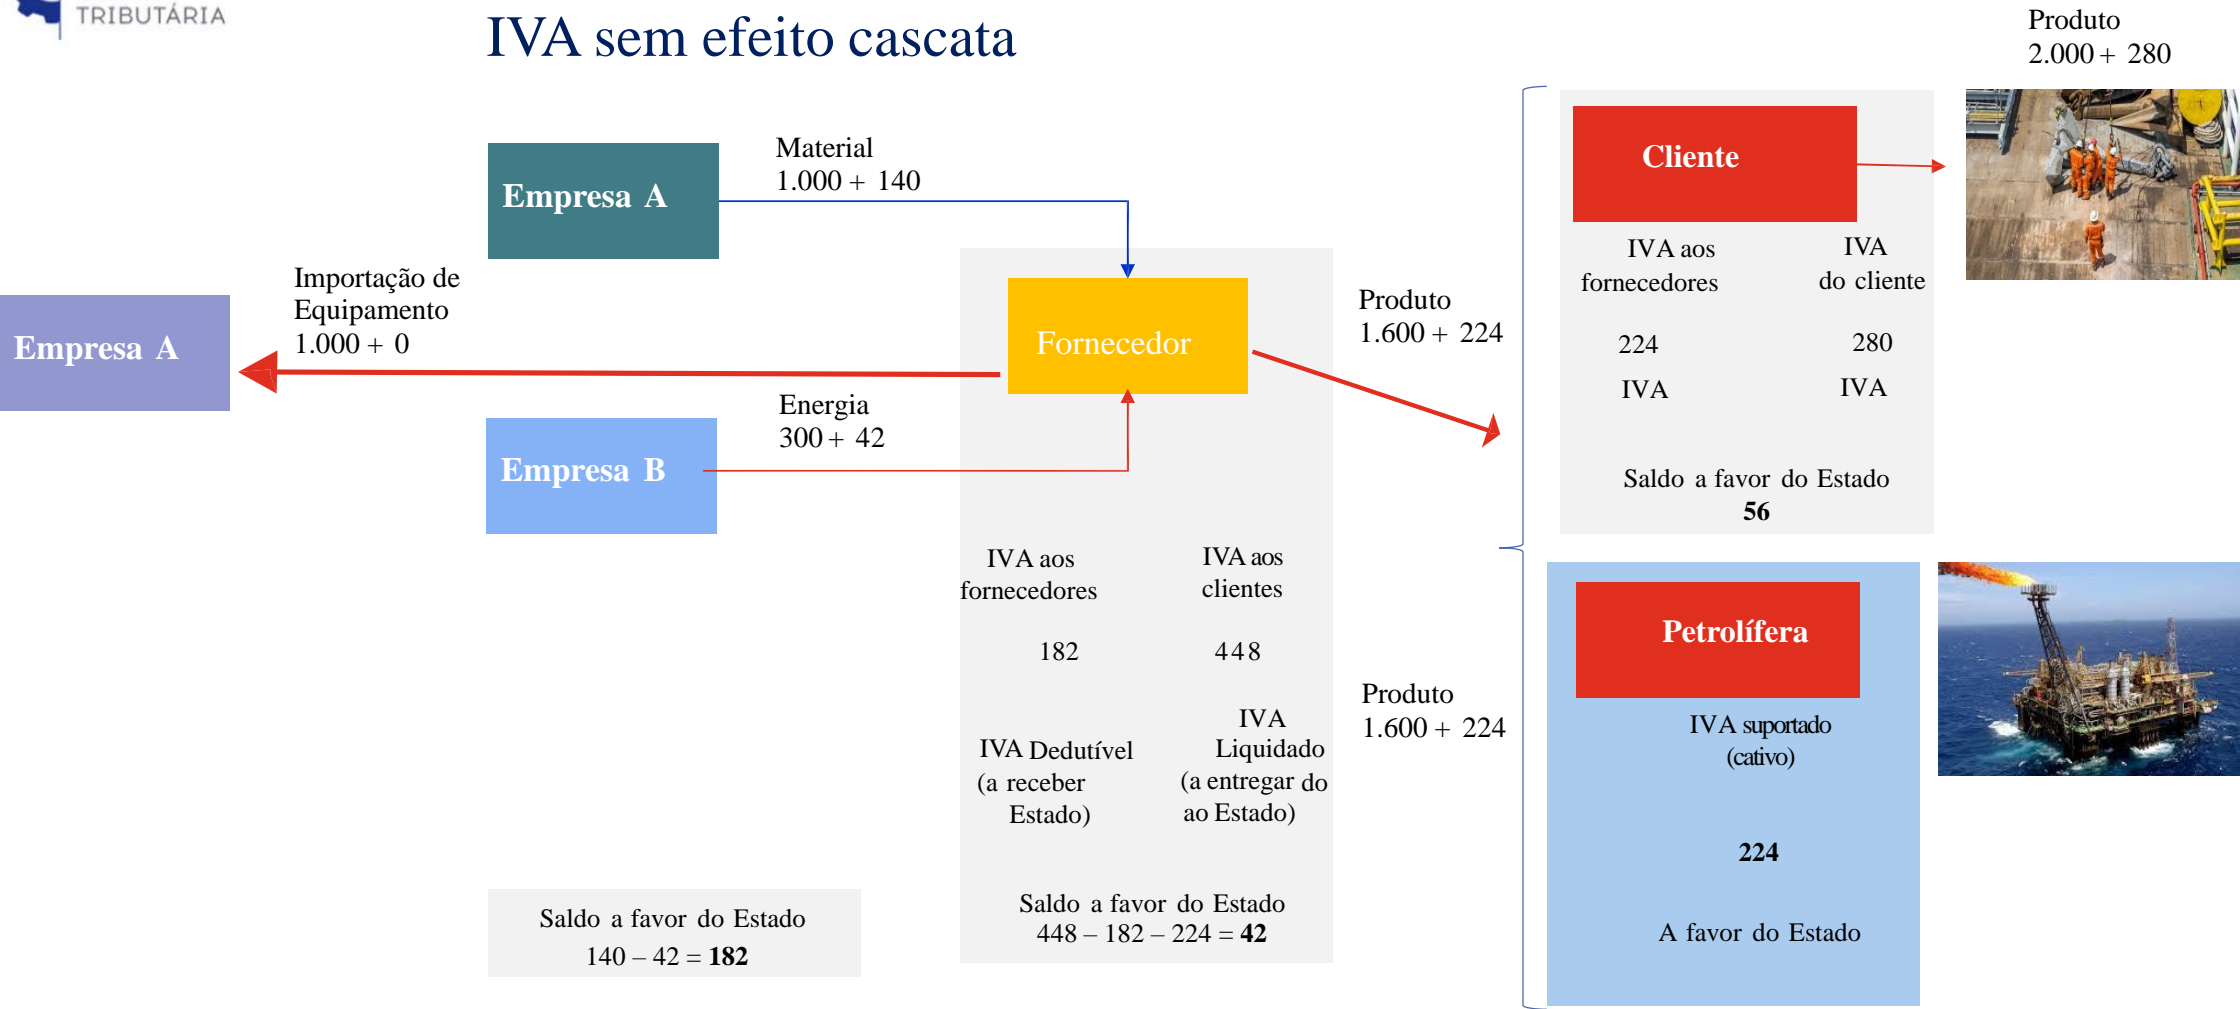 TRIBUTÁRIA
IVA sem efeito cascata
Produto
2.000 + 280
Empresa A
Material
1.000 + 140
Cliente
IVA aos
fornecedores
IVA
do cliente
224
280
IVA
IVA
Saldo a favor do Estado
56
Empresa A
Importação de
Equipamento
1.000 + 0
Fornecedor
Produto
1.600 + 224
Empresa B
Energia
300 + 42
IVA aos
fornecedores
IVA aos
clientes
182
448
IVA Dedutível
(a receber
Estado)
IVA
Liquidado
(a entregar do
ao Estado)
Saldo a favor do Estado
448 – 182 – 224 = 42
Saldo a favor do Estado
140 – 42 = 182
Produto
1.600 + 224
Petrolífera
IVA suportado
(cativo)
224
A favor do Estado